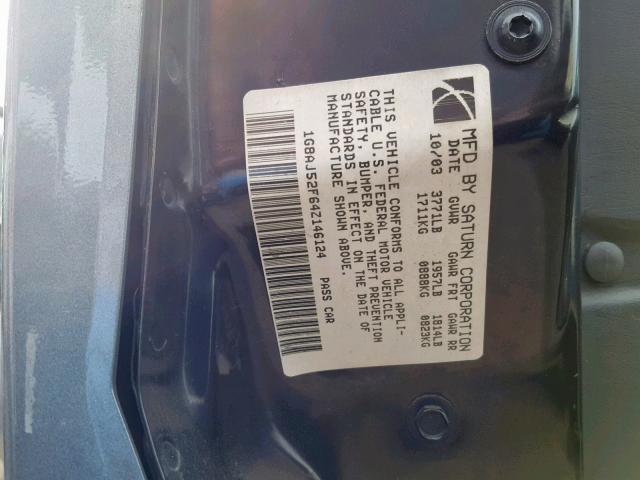 MFD BY SATURN CORPORATION
DATE GVWR GAWR FRT GAWR RR
10/03 3771LB 1957LB 1814LB
1711KG 0888KG 0823KG
THIS VEHICLE CONFORMS TO ALL APPLI-
CABLE U.S. FEDERAL MOTOR VEHICLE
SAFETY, BUMPER, AND THEFT PREVENTION
STANDARDS IN EFFECT ON THE DATE OF
MANUFACTURE SHOWN ABOVE.
1G8AJ52F64Z146124 PASS CAR